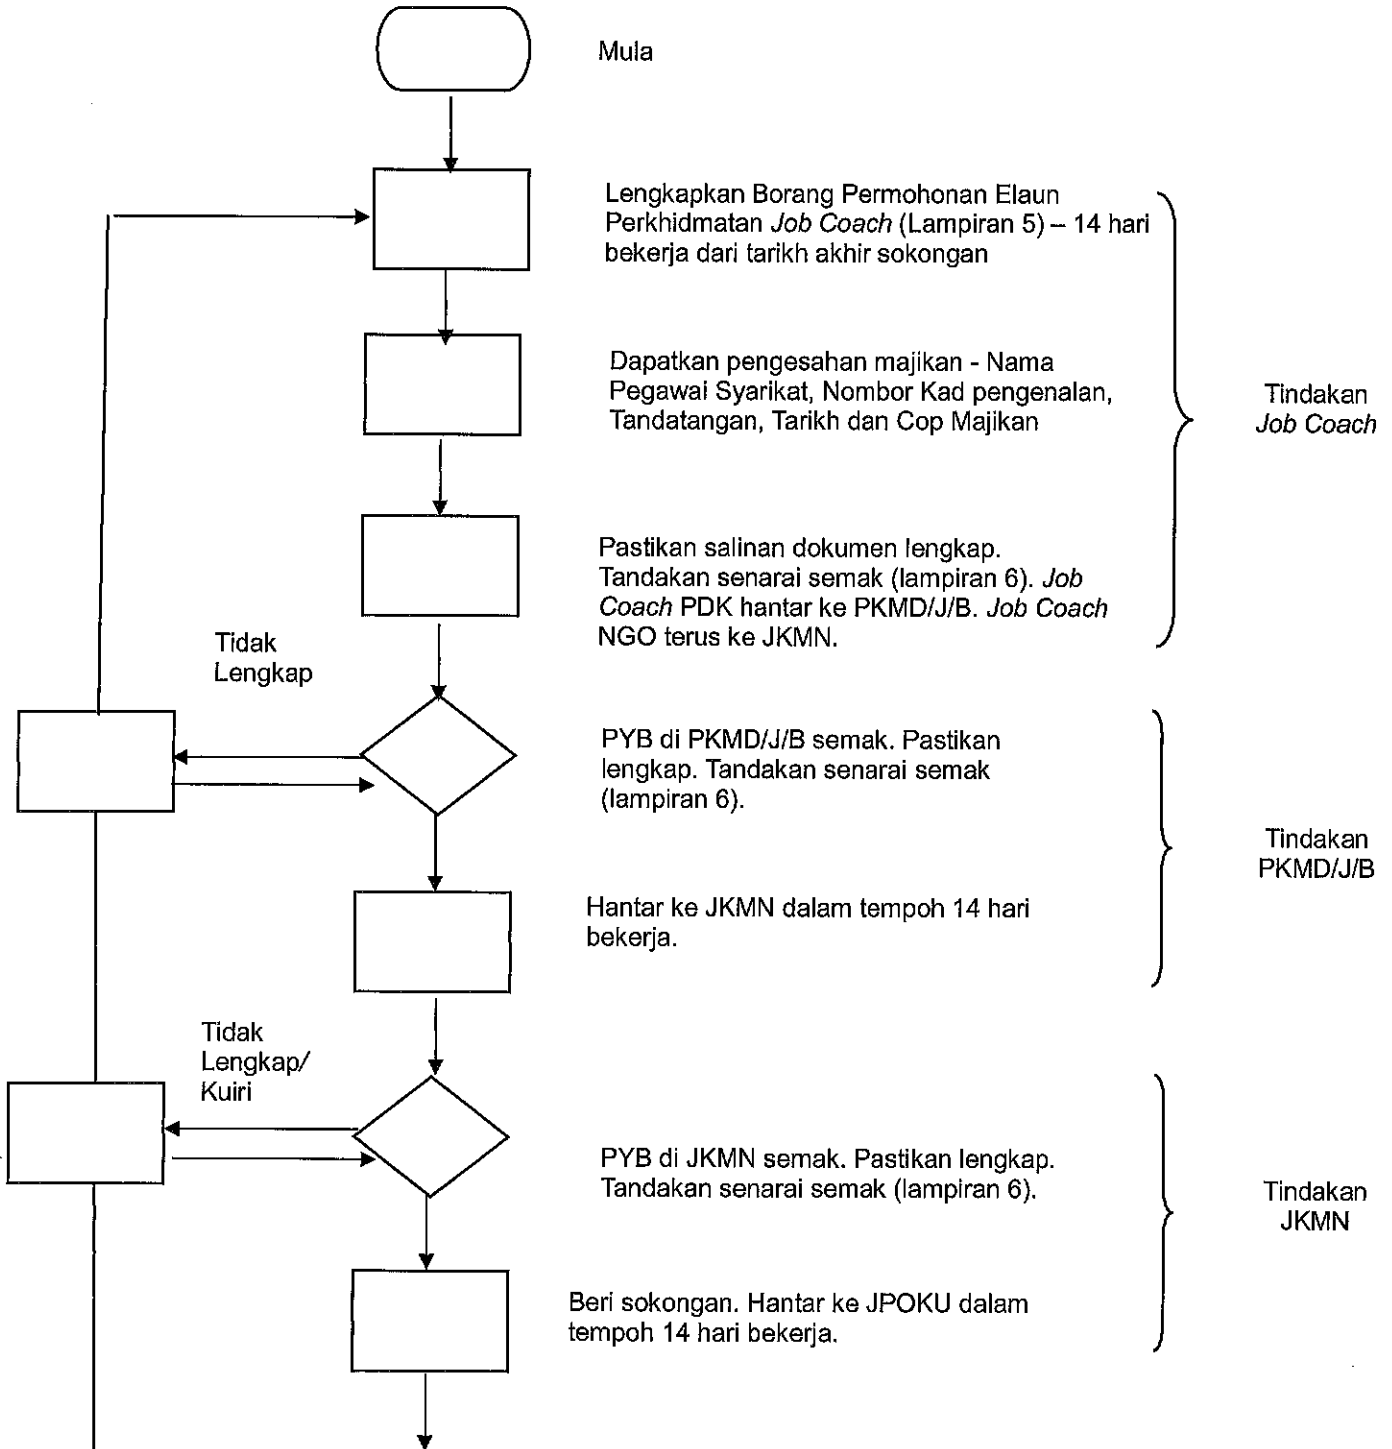 Mula
Lengkapkan Borang Permohonan Elaun
Perkhidmatan Job Coach (Lampiran 5) – 14 hari
bekerja dari tarikh akhir sokongan
Dapatkan pengesahan majikan - Nama
Pegawai Syarikat, Nombor Kad pengenalan,
Tandatangan, Tarikh dan Cop Majikan
Tindakan
Job Coach
Pastikan salinan dokumen lengkap.
Tandakan senarai semak (lampiran 6). Job
Coach PDK hantar ke PKMD/J/B. Job Coach
NGO terus ke JKMN.
Tidak
Lengkap
PYB di PKMD/J/B semak. Pastikan
lengkap. Tandakan senarai semak
(lampiran 6).
Tindakan
PKMD/J/B
Hantar ke JKMN dalam tempoh 14 hari
bekerja.
Tidak
Lengkap/
Kuiri
PYB di JKMN semak. Pastikan lengkap.
Tandakan senarai semak (lampiran 6).
Tindakan
JKMN
Beri sokongan. Hantar ke JPOKU dalam
tempoh 14 hari bekerja.